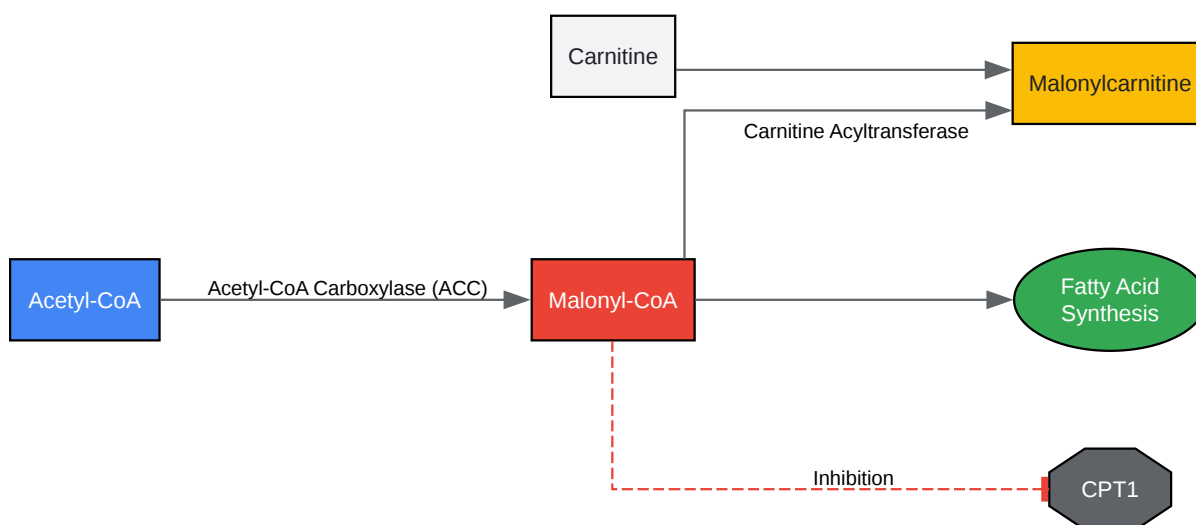 Carnitine
Malonylcarnitine
Carnitine Acyltransferase
Acetyl-CoA
Acetyl-CoA Carboxylase (ACC)
Malonyl-CoA
Fatty Acid
Synthesis
Inhibition
CPT1